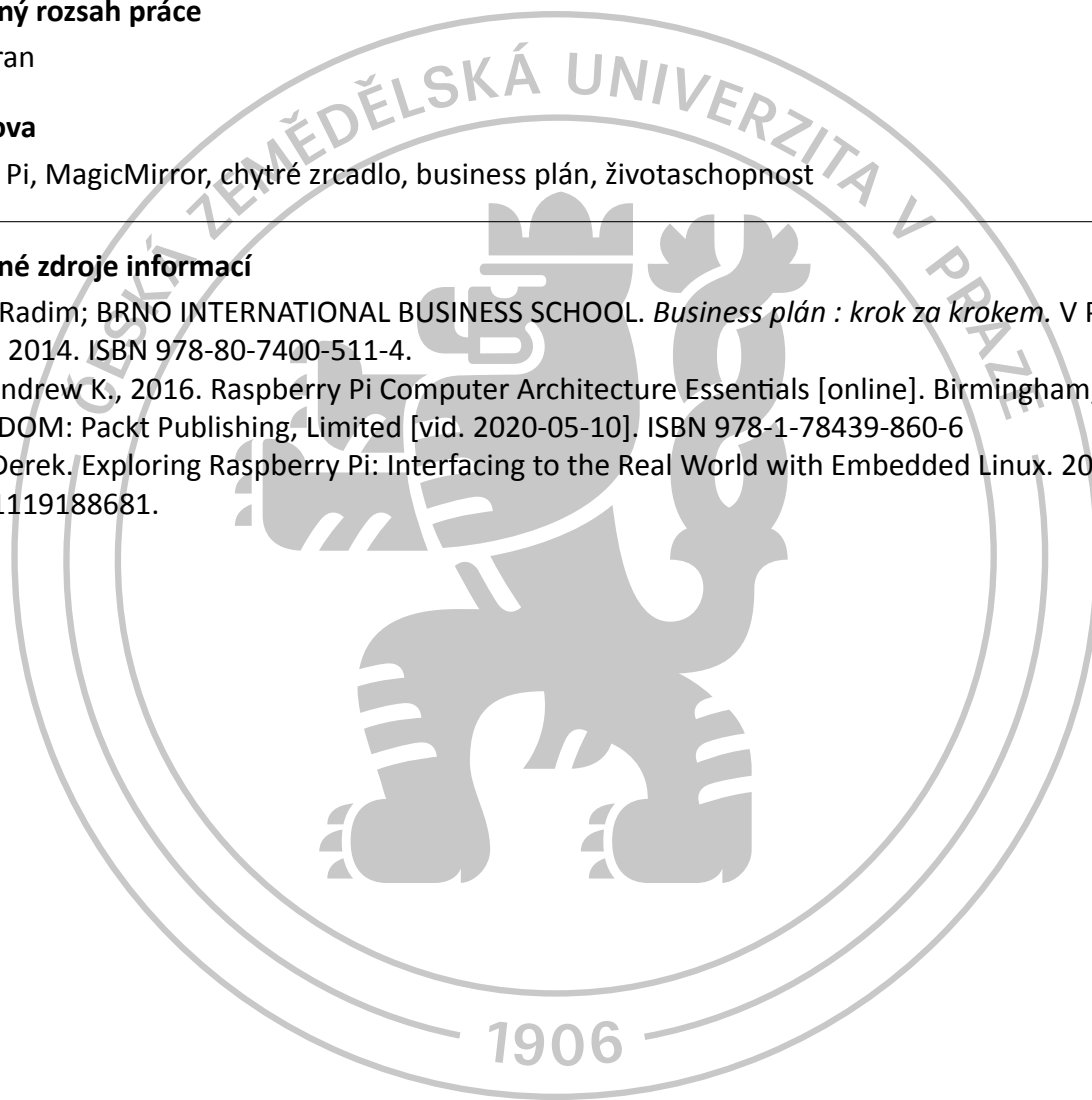 ný rozsah práce
ran
ova
Pi, MagicMirror, chytré zrcadlo, business plán, životaschopnost
né zdroje informací
Radim; BRNO INTERNATIONAL BUSINESS SCHOOL. Business plán : krok za krokem. V P
2014. ISBN 978-80-7400-511-4.
ndrew K., 2016. Raspberry Pi Computer Architecture Essentials [online]. Birmingham,
DOM: Packt Publishing, Limited [vid. 2020-05-10]. ISBN 978-1-78439-860-6
Derek. Exploring Raspberry Pi: Interfacing to the Real World with Embedded Linux. 20
1119188681.
ČESKÁ ZEMĚDĚLSKÁ UNIVERZITA V PRAZE
1906